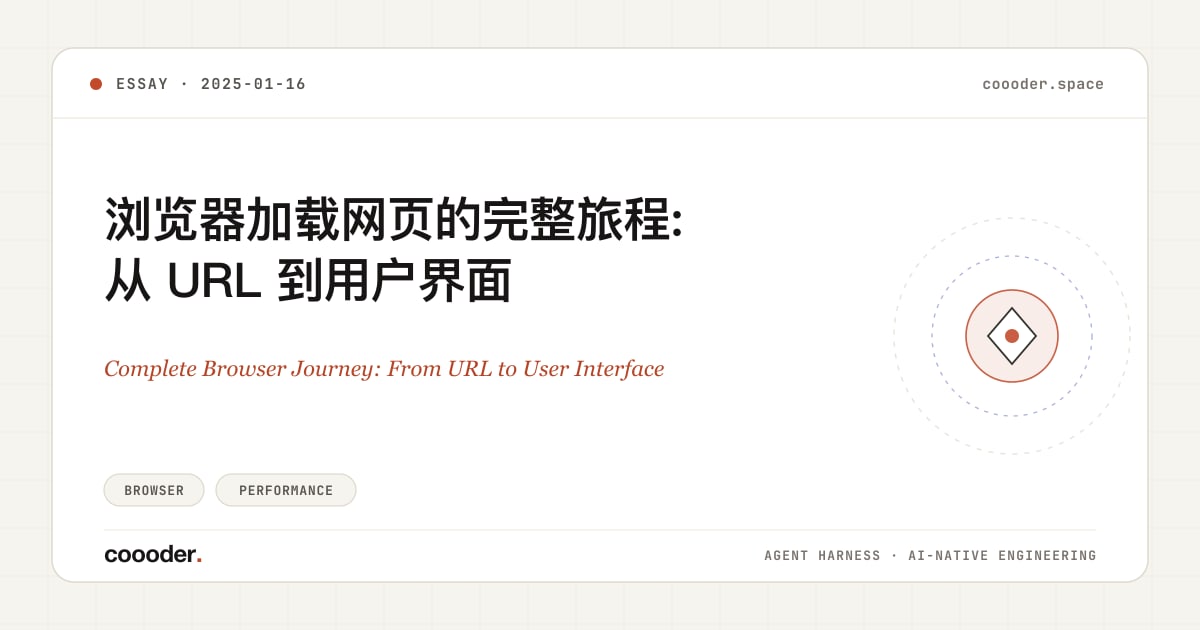 ESSAY · 2025-01-16
coooder.space
浏览器加载网页的完整旅程:
从 URL 到用户界面
Complete Browser Journey: From URL to User Interface
BROWSER
PERFORMANCE
coooder.
AGENT HARNESS · AI-NATIVE ENGINEERING